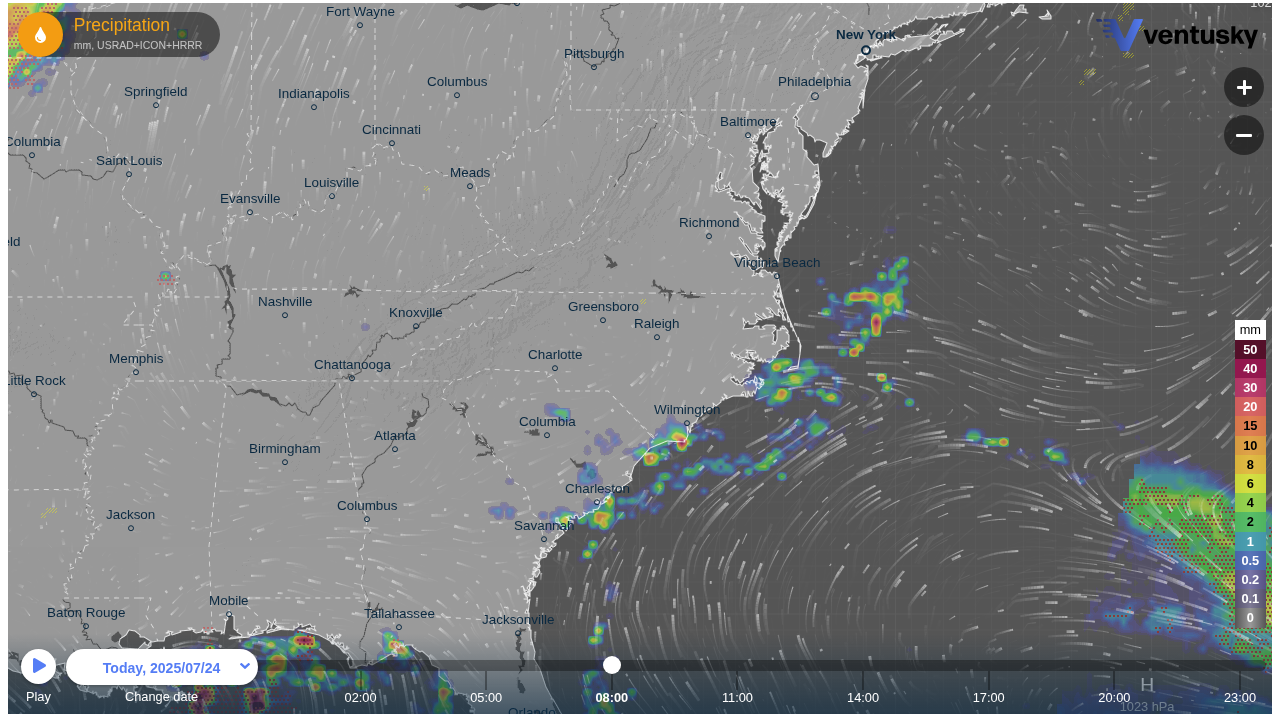 Precipitation
mm, USRAD+ICON+HRRR
Fort Wayne
New York
ventusky
Pittsburgh
Springfield
Indianapolis
Columbus
Philadelphia
Columbia
Cincinnati
Baltimore
Saint Louis
Louisville
Meads
Evansville
Richmond
eld
Virginia Beach
Nashville
Knoxville
Greensboro
Raleigh
mm
50
40
30
20
15
10
8
6
4
2
1
0.5
0.2
0.1
0
Memphis
Chattanooga
Charlotte
Little Rock
Wilmington
Columbia
Atlanta
Birmingham
Charleston
Columbus
Jackson
Savannah
Mobile
Baton Rouge
Tallahassee
Jacksonville
Today, 2025/07/24
Play
Change date
02:00
05:00
08:00
11:00
14:00
17:00
20:00
23:00
H
1023 hPa
Orlando